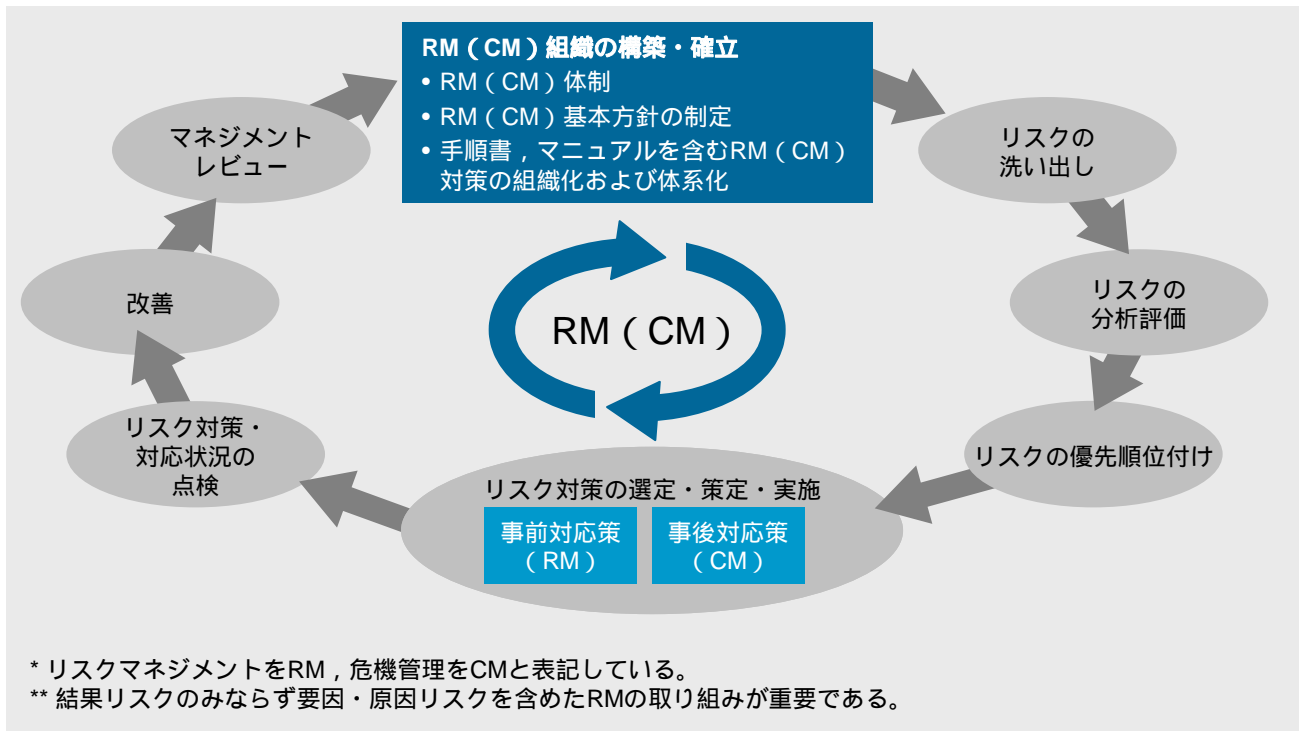 RM(CM)組織の構築・確立
• RM(CM)体制
• RM(CM)基本方針の制定
• 手順書,マニュアルを含むRM(CM)
対策の組織化および体系化
リスクの
洗い出し
リスクの
分析評価
リスクの優先順位付け
リスク対策の選定・策定・実施
事前対応策
(RM)
事後対応策
(CM)
リスク対策・
対応状況の
点検
改善
マネジメント
レビュー
RM(CM)
* リスクマネジメントをRM,危機管理をCMと表記している。
** 結果リスクのみならず要因・原因リスクを含めたRMの取り組みが重要である。